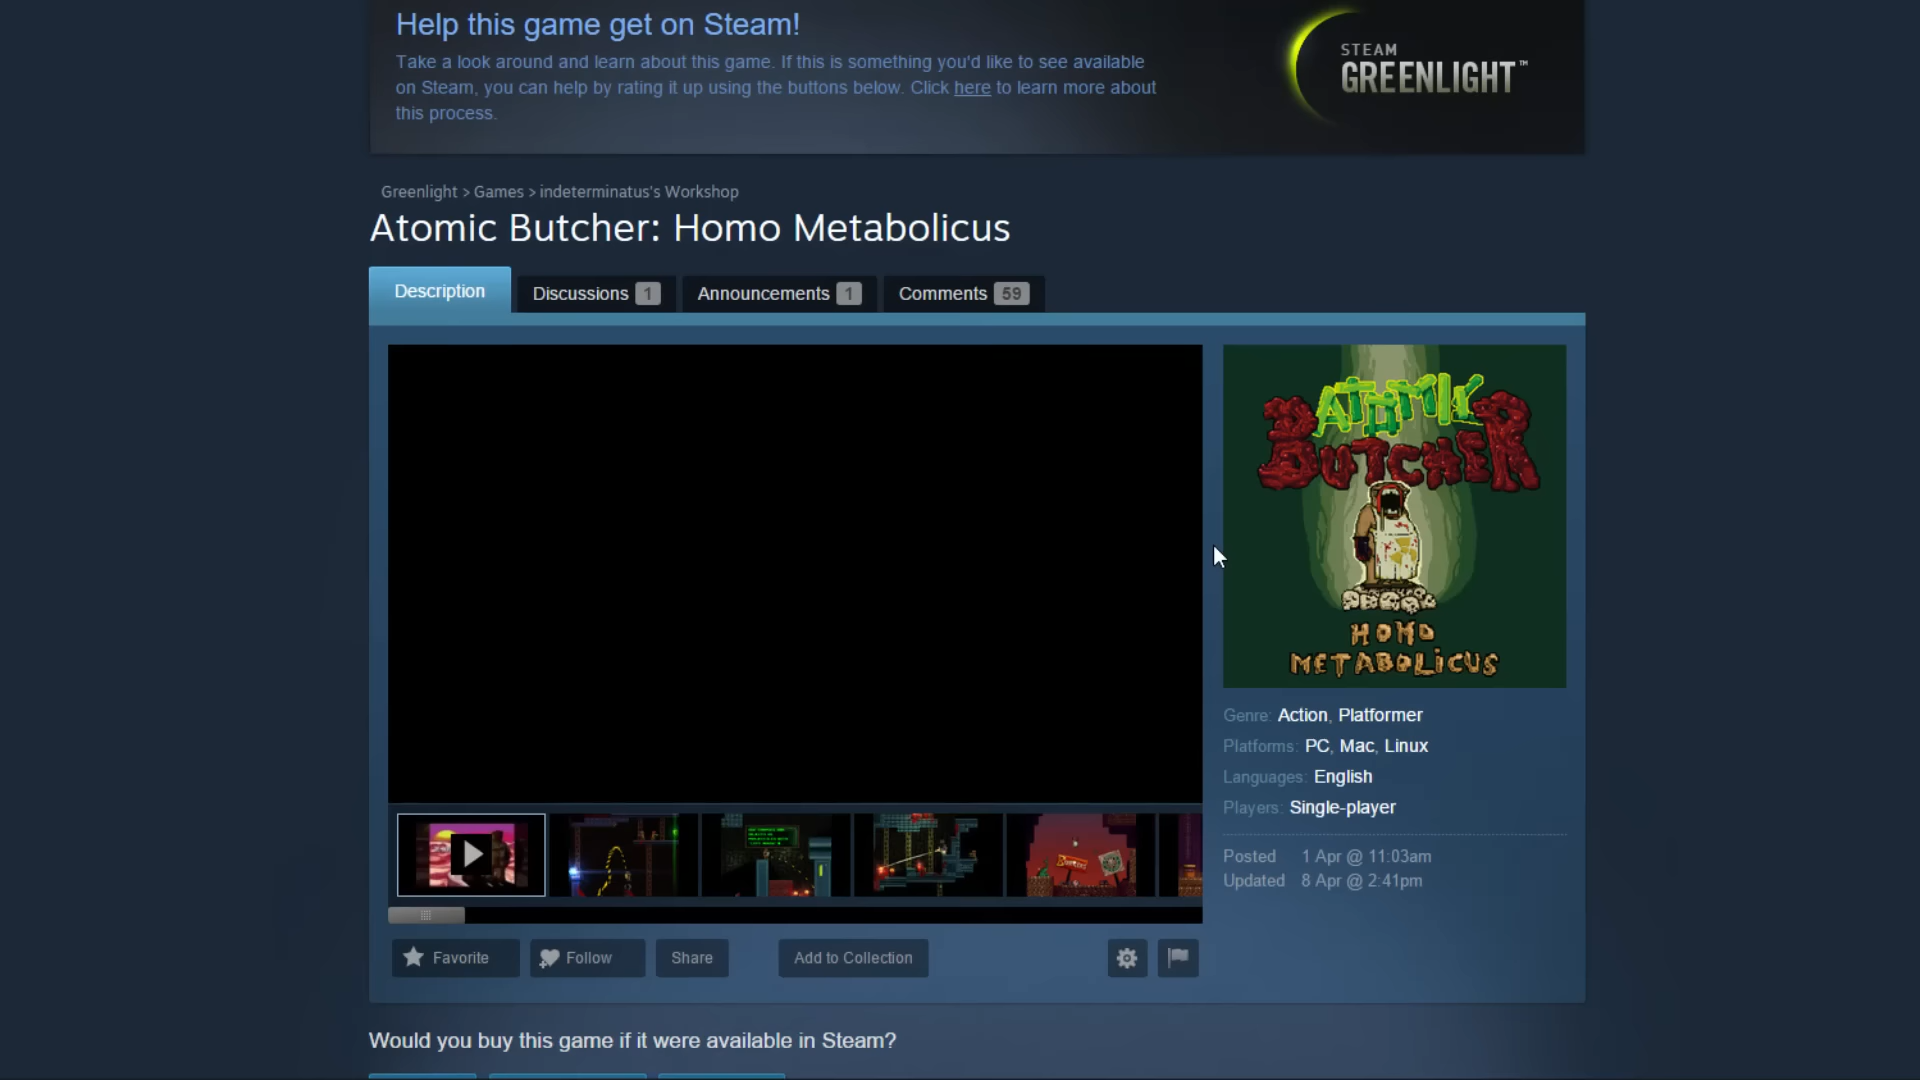 Help this game get on Steam!
Take a look around and learn about this game. If this is something you'd like to see available
on Steam, you can help by rating it up using the buttons below. Click here to learn more about
this process.
STEAM
GREENLIGHT™
Greenlight > Games > indeterminatus's Workshop
Atomic Butcher: Homo Metabolicus
Description
Discussions 1
Announcements 1
Comments 59
ATOMIK
BUTCHER
HOMO
METABOLiCUS
Genre: Action, Platformer
Platforms: PC, Mac, Linux
Languages: English
Players: Single-player
Posted 1 Apr @ 11:03am
Updated 8 Apr @ 2:41pm
Favorite
Follow
Share
Add to Collection
Would you buy this game if it were available in Steam?